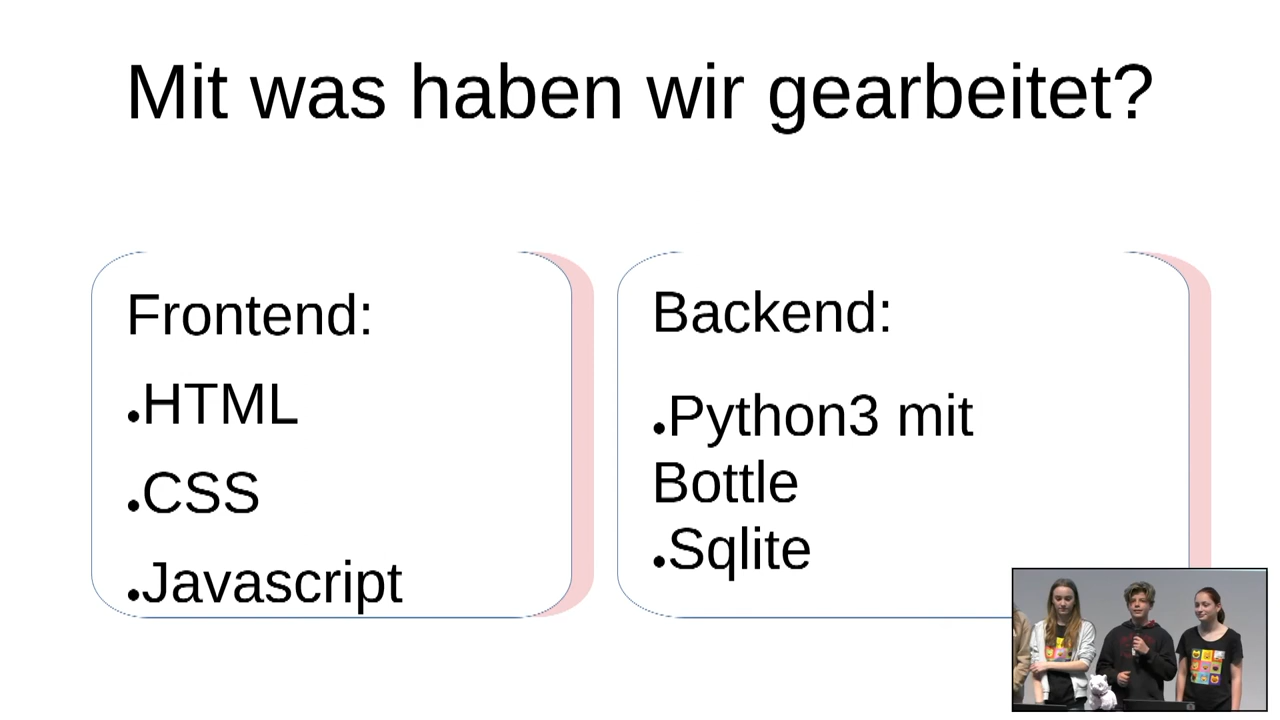 Mit was haben wir gearbeitet?
Frontend:
•HTML
•CSS
•Javascript
Backend:
•Python3 mit
Bottle
•Sqlite